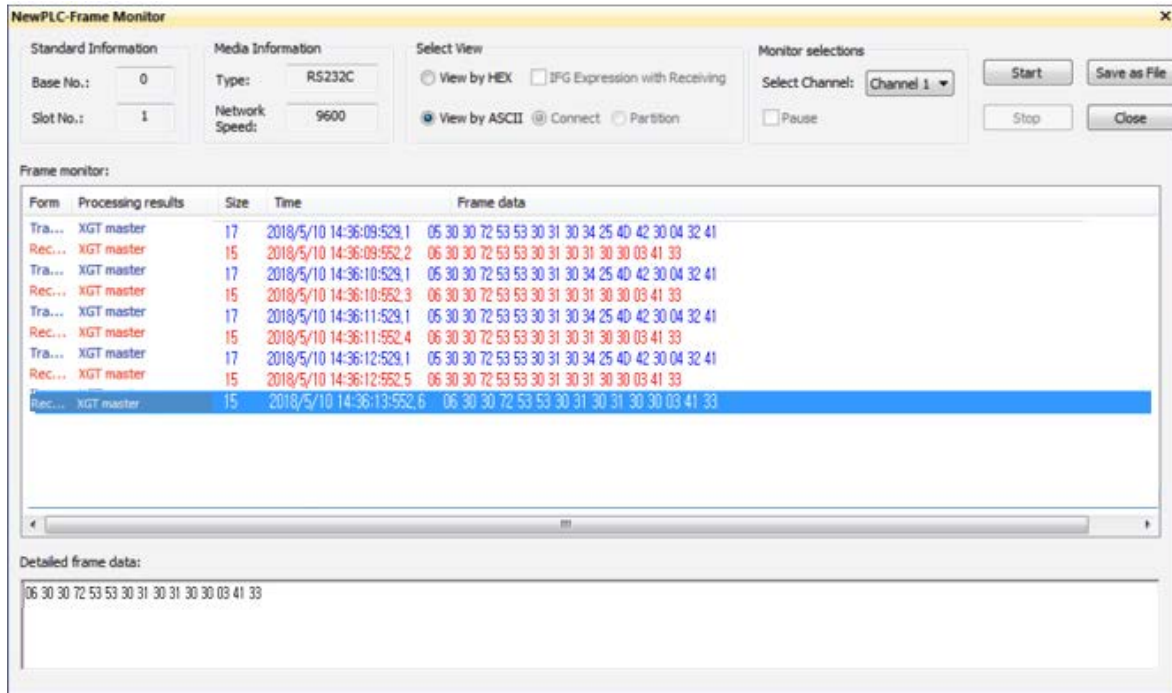 NewPLC-Frame Monitor
Standard Information
Base No.: 0
Slot No.: 1
Media Information
Type: RS232C
Network Speed: 9600
Select View
View by HEX IFG Expression with Receiving
View by ASCII Connect Partition
Monitor selections
Select Channel: Channel 1
Pause
Start Save as File
Stop Close
Frame monitor:
Form Processing results Size Time Frame data
Tra... XGT master 17 2018/5/10 14:36:09:529,1 05 30 30 72 53 53 30 31 30 34 25 4D 42 30 04 32 41
Rec... XGT master 15 2018/5/10 14:36:09:552,2 06 30 30 72 53 53 30 31 30 31 30 30 03 41 33
Tra... XGT master 17 2018/5/10 14:36:10:529,1 05 30 30 72 53 53 30 31 30 34 25 4D 42 30 04 32 41
Rec... XGT master 15 2018/5/10 14:36:10:552,3 06 30 30 72 53 53 30 31 30 31 30 30 03 41 33
Tra... XGT master 17 2018/5/10 14:36:11:529,1 05 30 30 72 53 53 30 31 30 34 25 4D 42 30 04 32 41
Rec... XGT master 15 2018/5/10 14:36:11:552,4 06 30 30 72 53 53 30 31 30 31 30 30 03 41 33
Tra... XGT master 17 2018/5/10 14:36:12:529,1 05 30 30 72 53 53 30 31 30 34 25 4D 42 30 04 32 41
Rec... XGT master 15 2018/5/10 14:36:12:552,5 06 30 30 72 53 53 30 31 30 31 30 30 03 41 33
Rec... XGT master 15 2018/5/10 14:36:13:552,6 06 30 30 72 53 53 30 31 30 31 30 30 03 41 33
Detailed frame data:
06 30 30 72 53 53 30 31 30 31 30 30 03 41 33